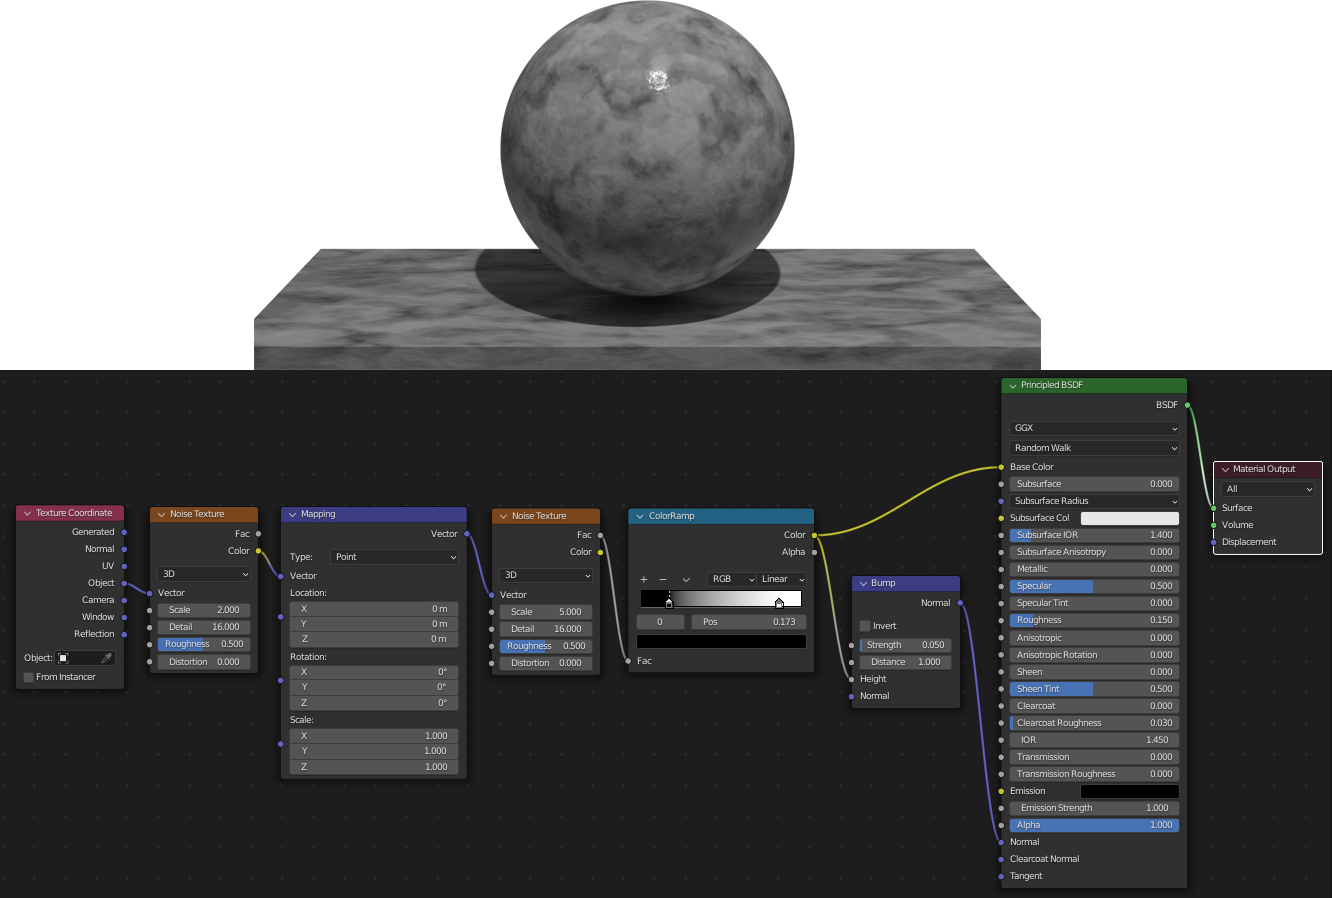 Texture Coordinate
Generated
Normal
UV
Object
Camera
Window
Reflection
Object:
From Instancer
Noise Texture
Fac
Color
3D
Vector
Scale 2.000
Detail 16.000
Roughness 0.500
Distortion 0.000
Mapping
Vector
Type: Point
Vector
Location:
X 0 m
Y 0 m
Z 0 m
Rotation:
X 0°
Y 0°
Z 0°
Scale:
X 1.000
Y 1.000
Z 1.000
Noise Texture
Fac
Color
3D
Vector
Scale 5.000
Detail 16.000
Roughness 0.500
Distortion 0.000
ColorRamp
Color
Alpha
+ − RGB Linear
0 Pos 0.173
Fac
Bump
Normal
Invert
Strength 0.050
Distance 1.000
Height
Normal
Principled BSDF
BSDF
GGX
Random Walk
Base Color
Subsurface 0.000
Subsurface Radius
Subsurface Col
Subsurface IOR 1.400
Subsurface Anisotropy 0.000
Metallic 0.000
Specular 0.500
Specular Tint 0.000
Roughness 0.150
Anisotropic 0.000
Anisotropic Rotation 0.000
Sheen 0.000
Sheen Tint 0.500
Clearcoat 0.000
Clearcoat Roughness 0.030
IOR 1.450
Transmission 0.000
Transmission Roughness 0.000
Emission
Emission Strength 1.000
Alpha 1.000
Normal
Clearcoat Normal
Tangent
Material Output
All
Surface
Volume
Displacement